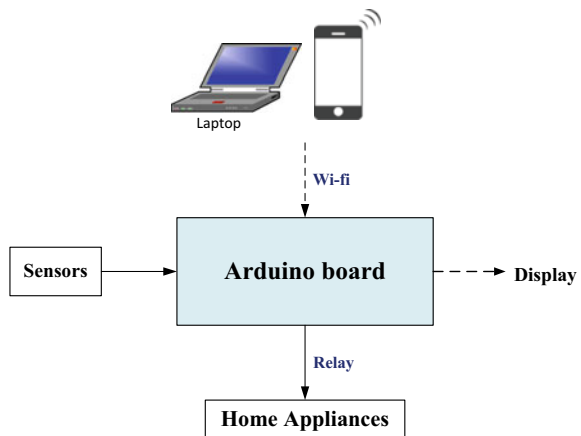 Laptop
Wi-fi
Sensors
Arduino board
Display
Relay
Home Appliances